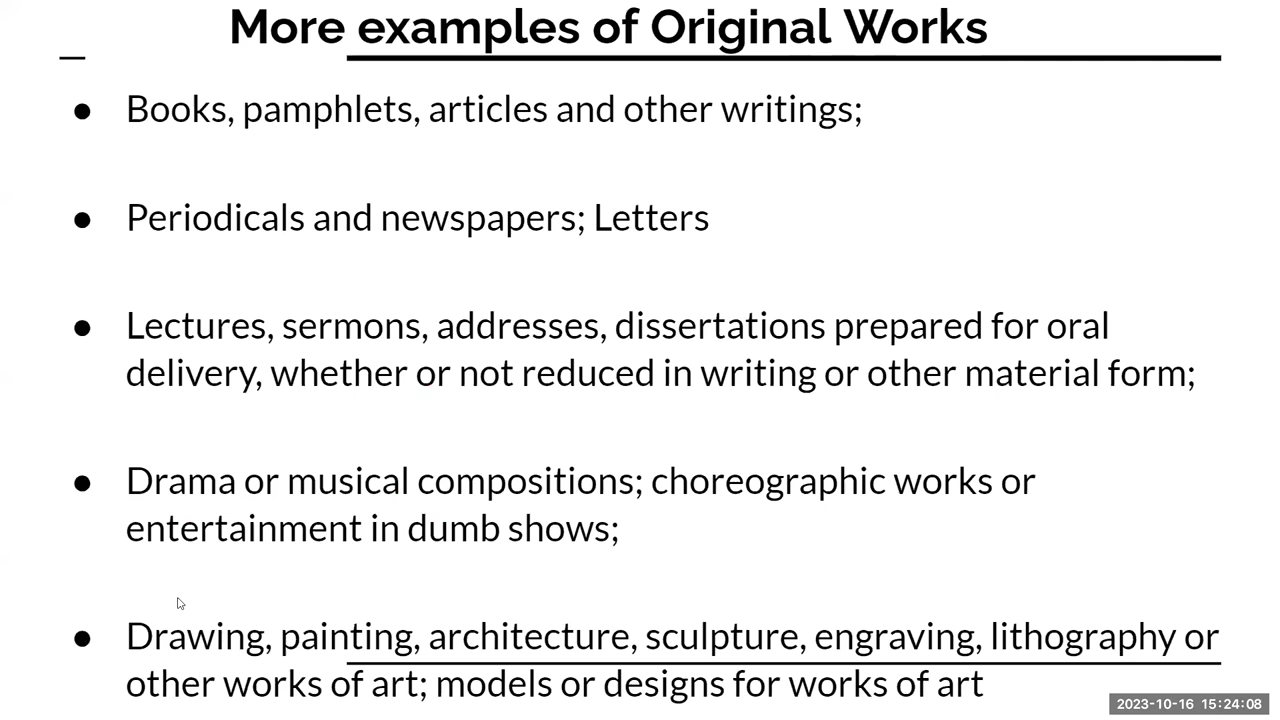 More examples of Original Works
● Books, pamphlets, articles and other writings;
● Periodicals and newspapers; Letters
● Lectures, sermons, addresses, dissertations prepared for oral
delivery, whether or not reduced in writing or other material form;
● Drama or musical compositions; choreographic works or
entertainment in dumb shows;
● Drawing, painting, architecture, sculpture, engraving, lithography or
other works of art; models or designs for works of art
2023-10-16 15:24:08